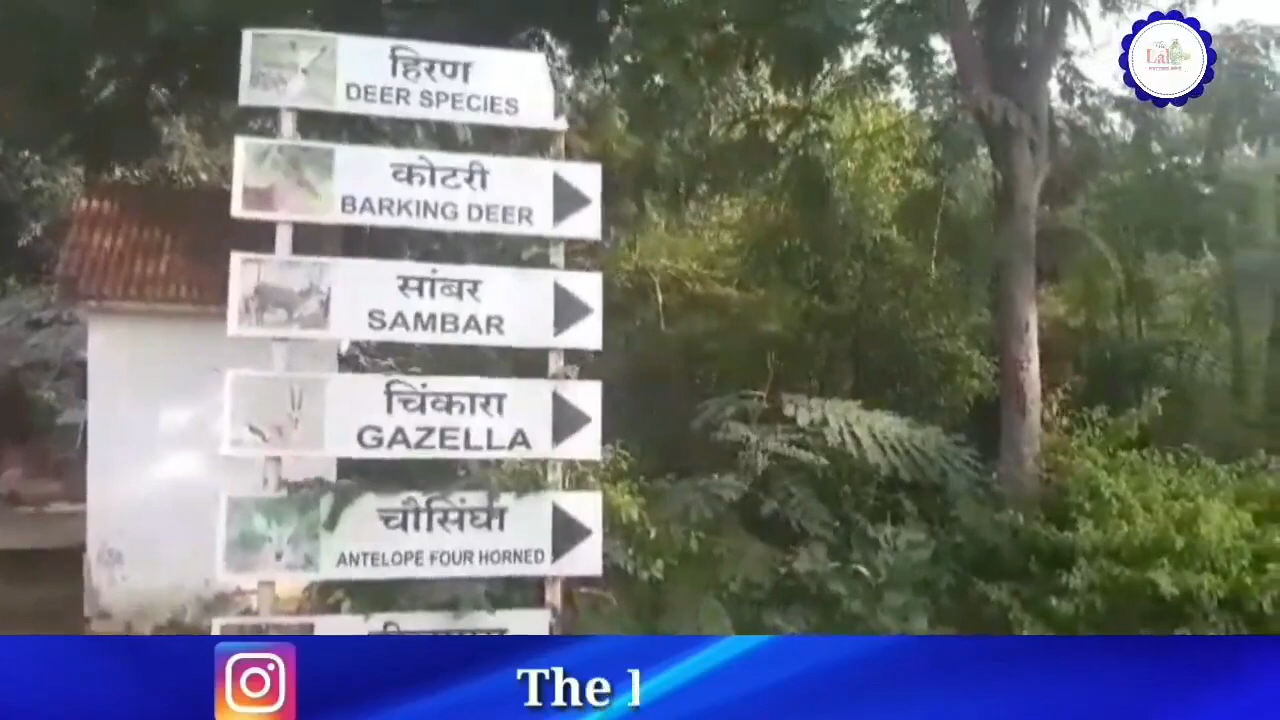 हिरण
DEER SPECIES
कोटरी
BARKING DEER
सांबर
SAMBAR
चिंकारा
GAZELLA
चौसिंघा
ANTELOPE FOUR HORNED
The